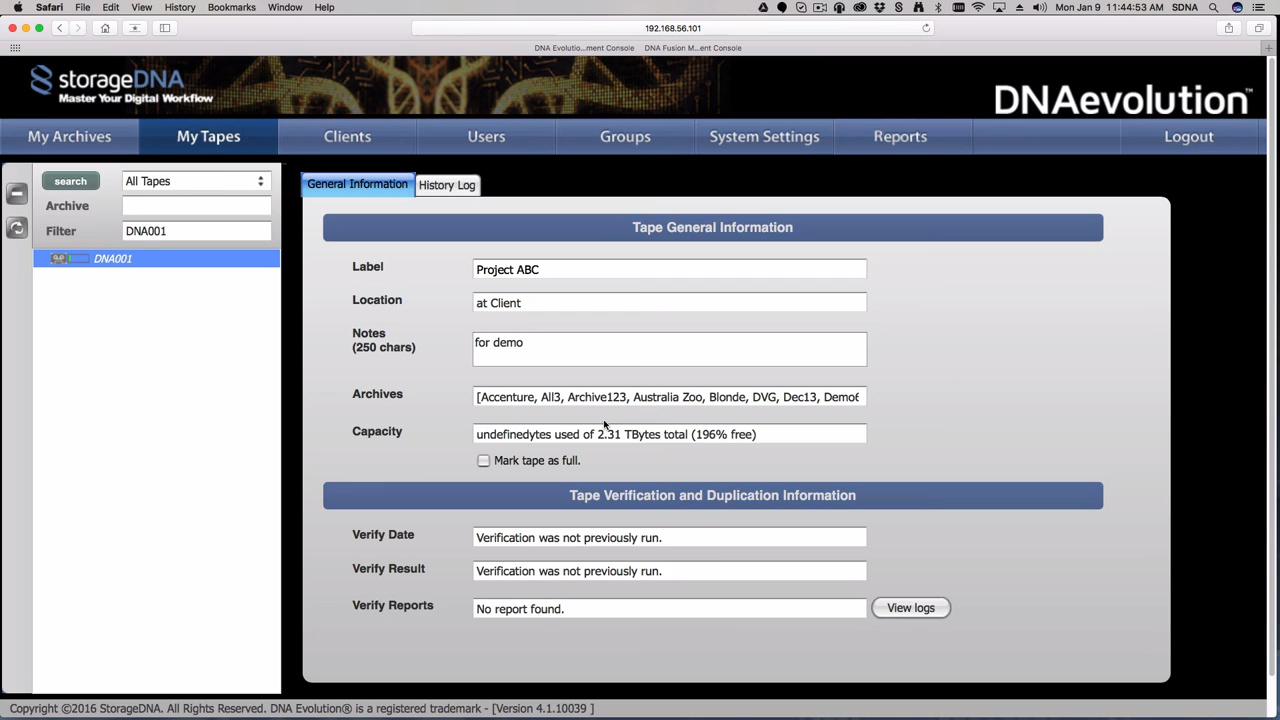 Safari File Edit View History Bookmarks Window Help Mon Jan 9 11:44:53 AM SDNA
192.168.56.101
DNA Evolutio...ment Console DNA Fusion M...ent Console
storageDNA
Master Your Digital Workflow
DNAevolution™
My Archives My Tapes Clients Users Groups System Settings Reports Logout
search All Tapes
Archive
Filter DNA001
DNA001
General Information History Log
Tape General Information
Label Project ABC
Location at Client
Notes for demo
(250 chars)
Archives [Accenture, All3, Archive123, Australia Zoo, Blonde, DVG, Dec13, Demo6
Capacity undefinedytes used of 2.31 TBytes total (196% free)
Mark tape as full.
Tape Verification and Duplication Information
Verify Date Verification was not previously run.
Verify Result Verification was not previously run.
Verify Reports No report found. View logs
Copyright ©2016 StorageDNA. All Rights Reserved. DNA Evolution® is a registered trademark - [Version 4.1.10039 ]